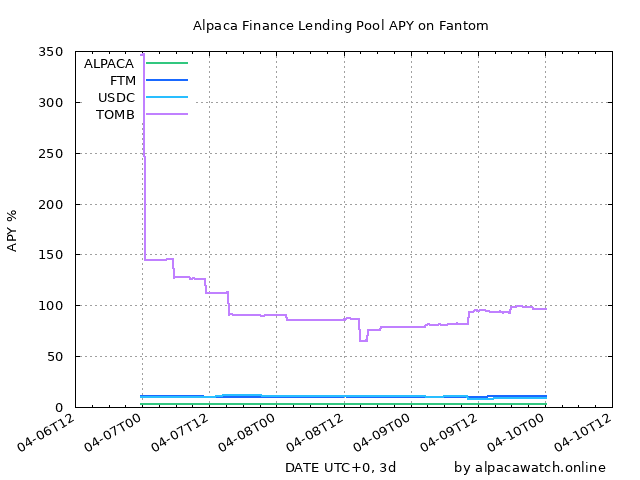 Alpaca Finance Lending Pool APY on Fantom
350
300
250
200
150
100
50
0
APY %
ALPACA
FTM
USDC
TOMB
04-06T12
04-07T00
04-07T12
04-08T00
04-08T12
04-09T00
04-09T12
04-10T00
04-10T12
DATE UTC+0, 3d
by alpacawatch.online